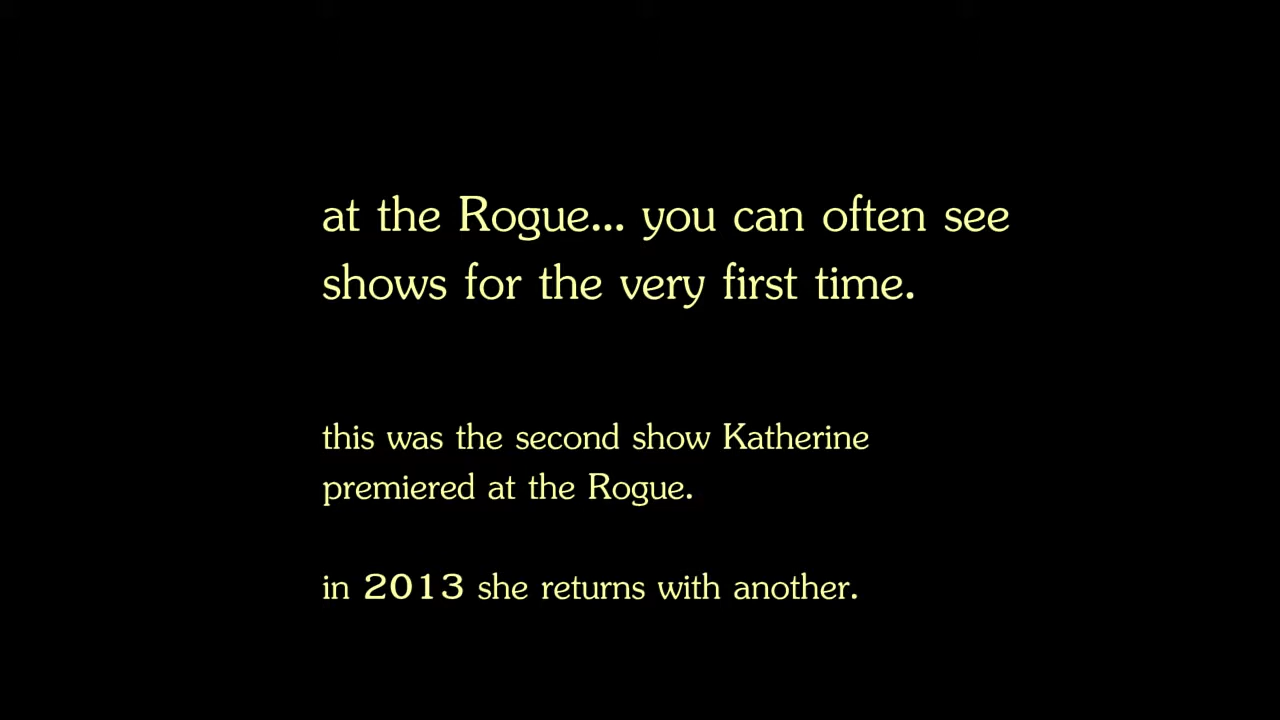 at the Rogue... you can often see
shows for the very first time.
this was the second show Katherine
premiered at the Rogue.
in 2013 she returns with another.